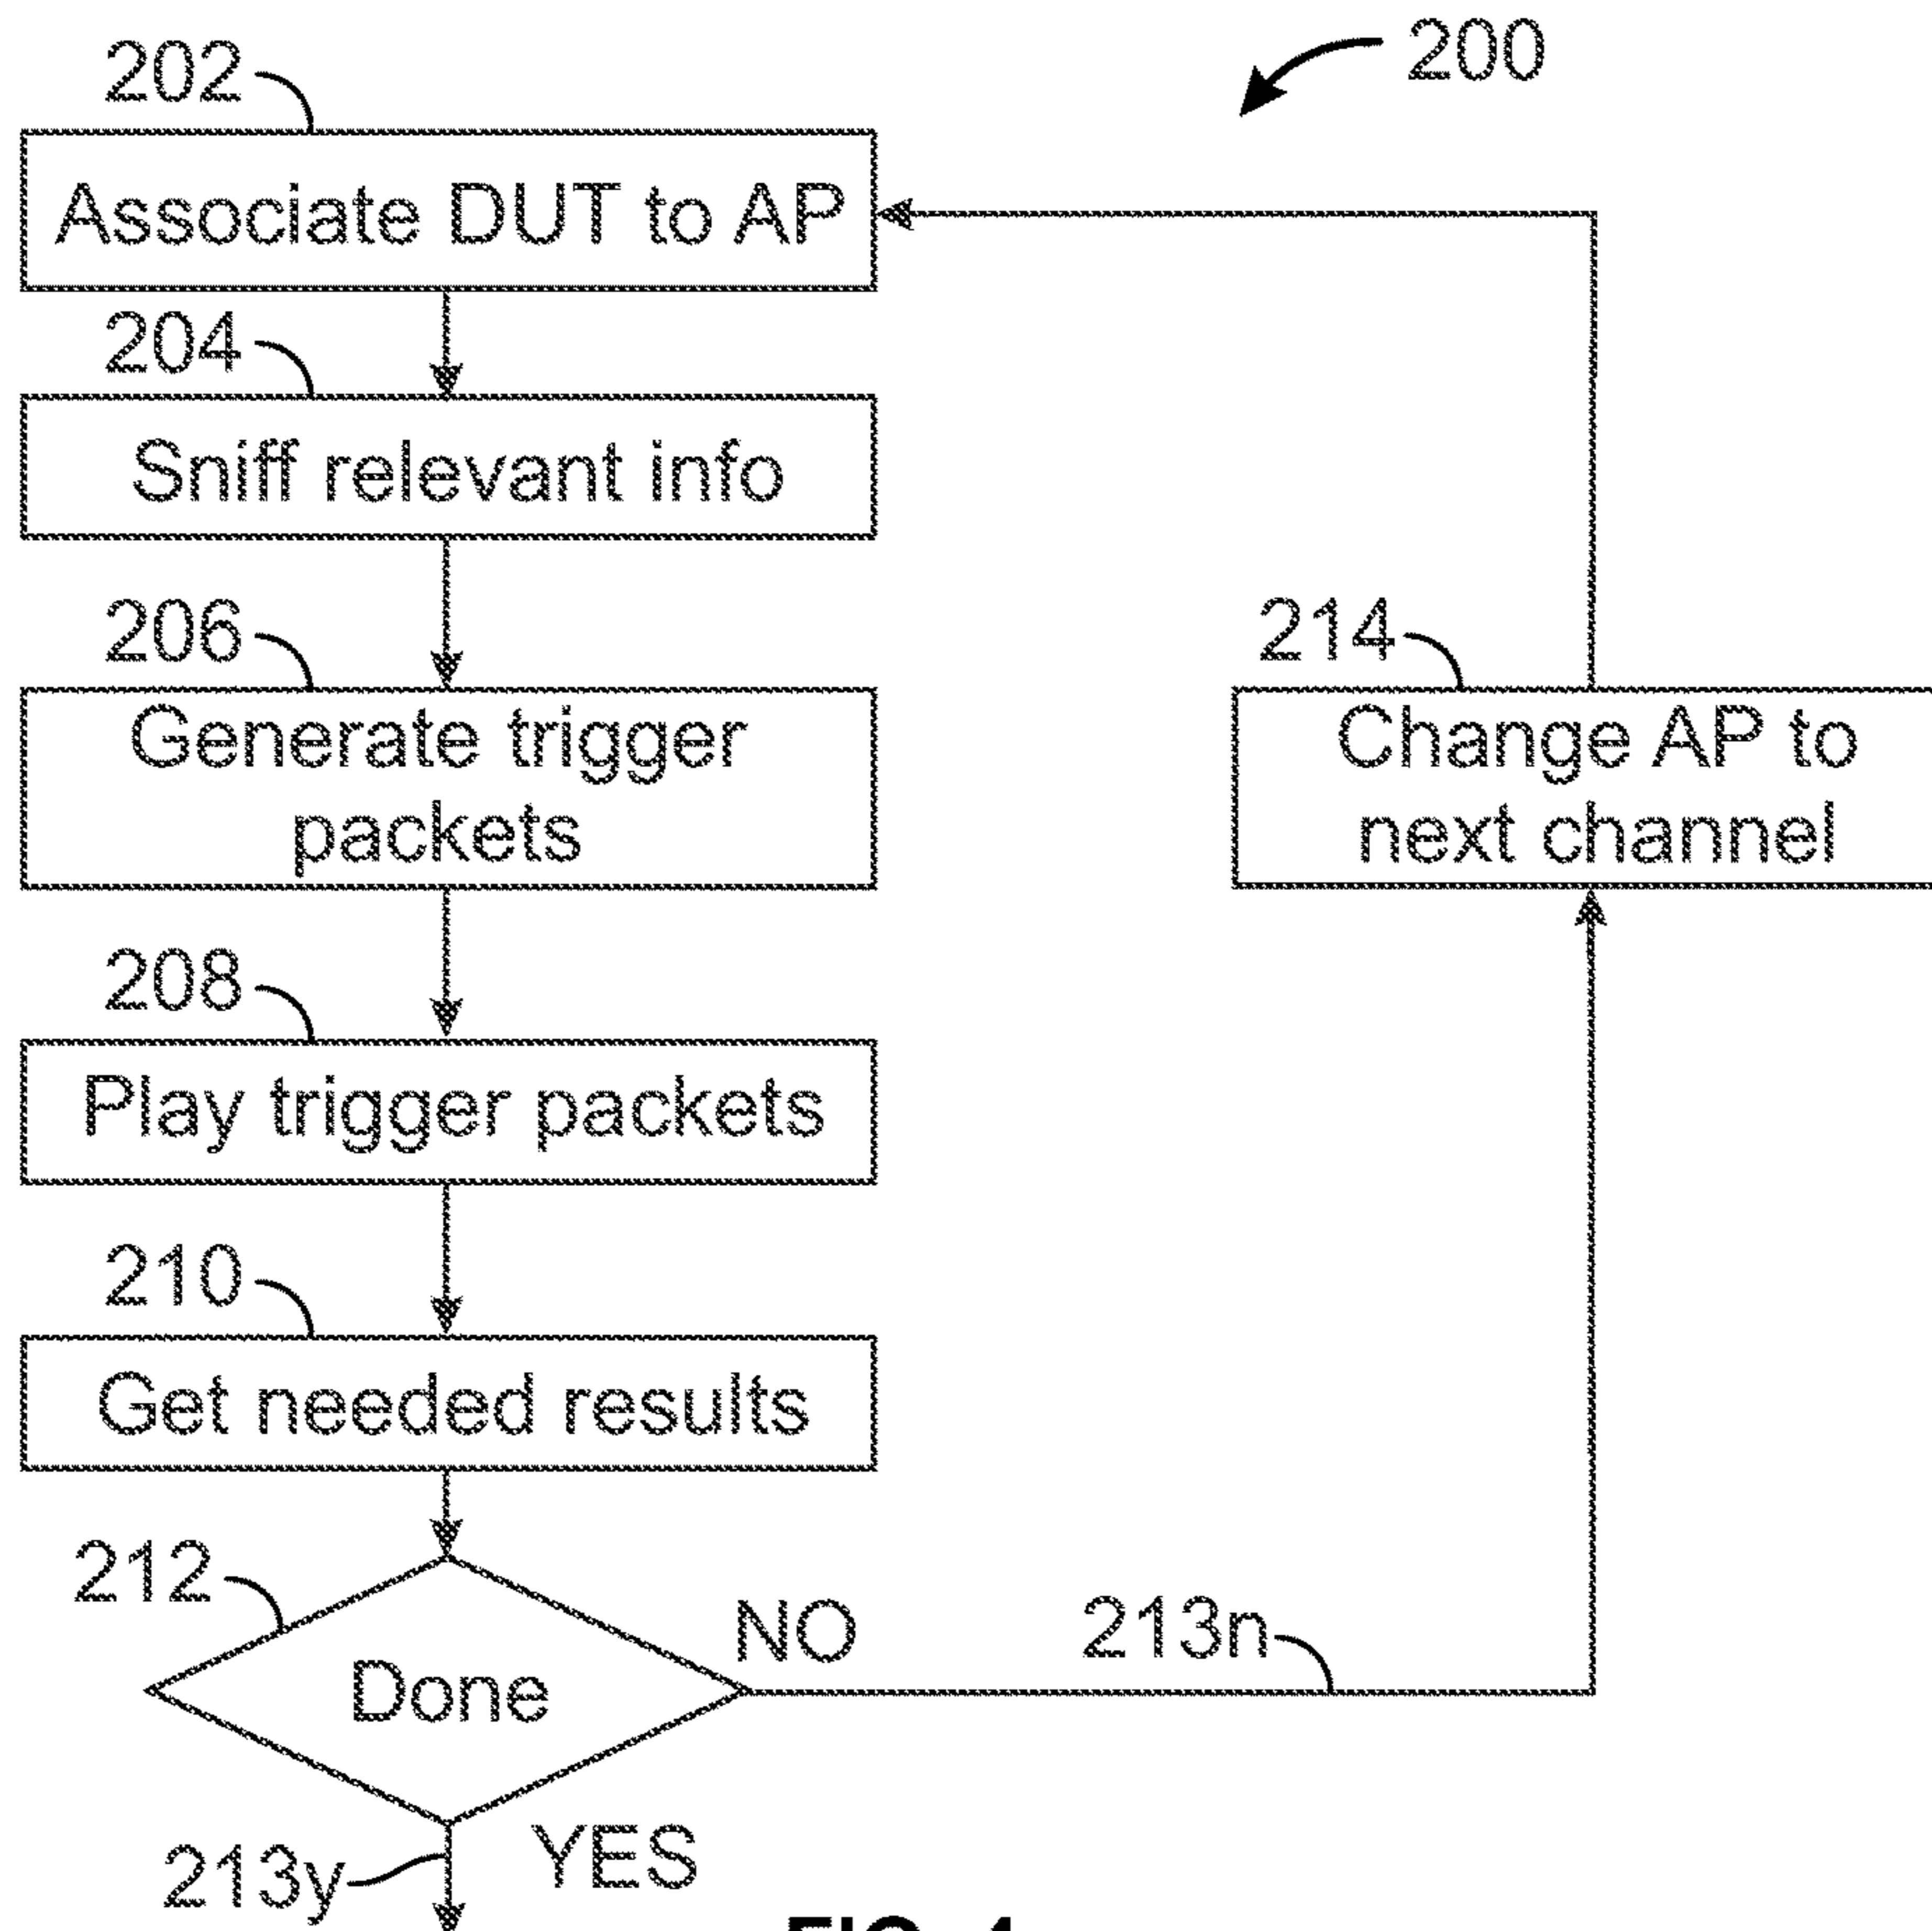 200
202
Associate DUT to AP
204
Sniff relevant info
206
Generate trigger
packets
214
Change AP to
next channel
208
Play trigger packets
210
Get needed results
212
Done
NO
213n
213y
YES